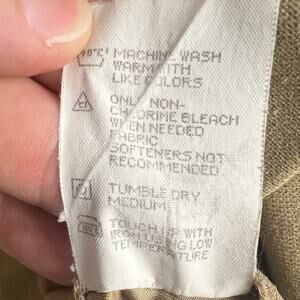 40°C MACHINE WASH
WARM WITH
LIKE COLORS
ONLY NON-
CHLORINE BLEACH
WHEN NEEDED
FABRIC
SOFTENERS NOT
RECOMMENDED
TUMBLE DRY
MEDIUM
TOUCH UP WITH
IRON USING LOW
TEMPERATURE